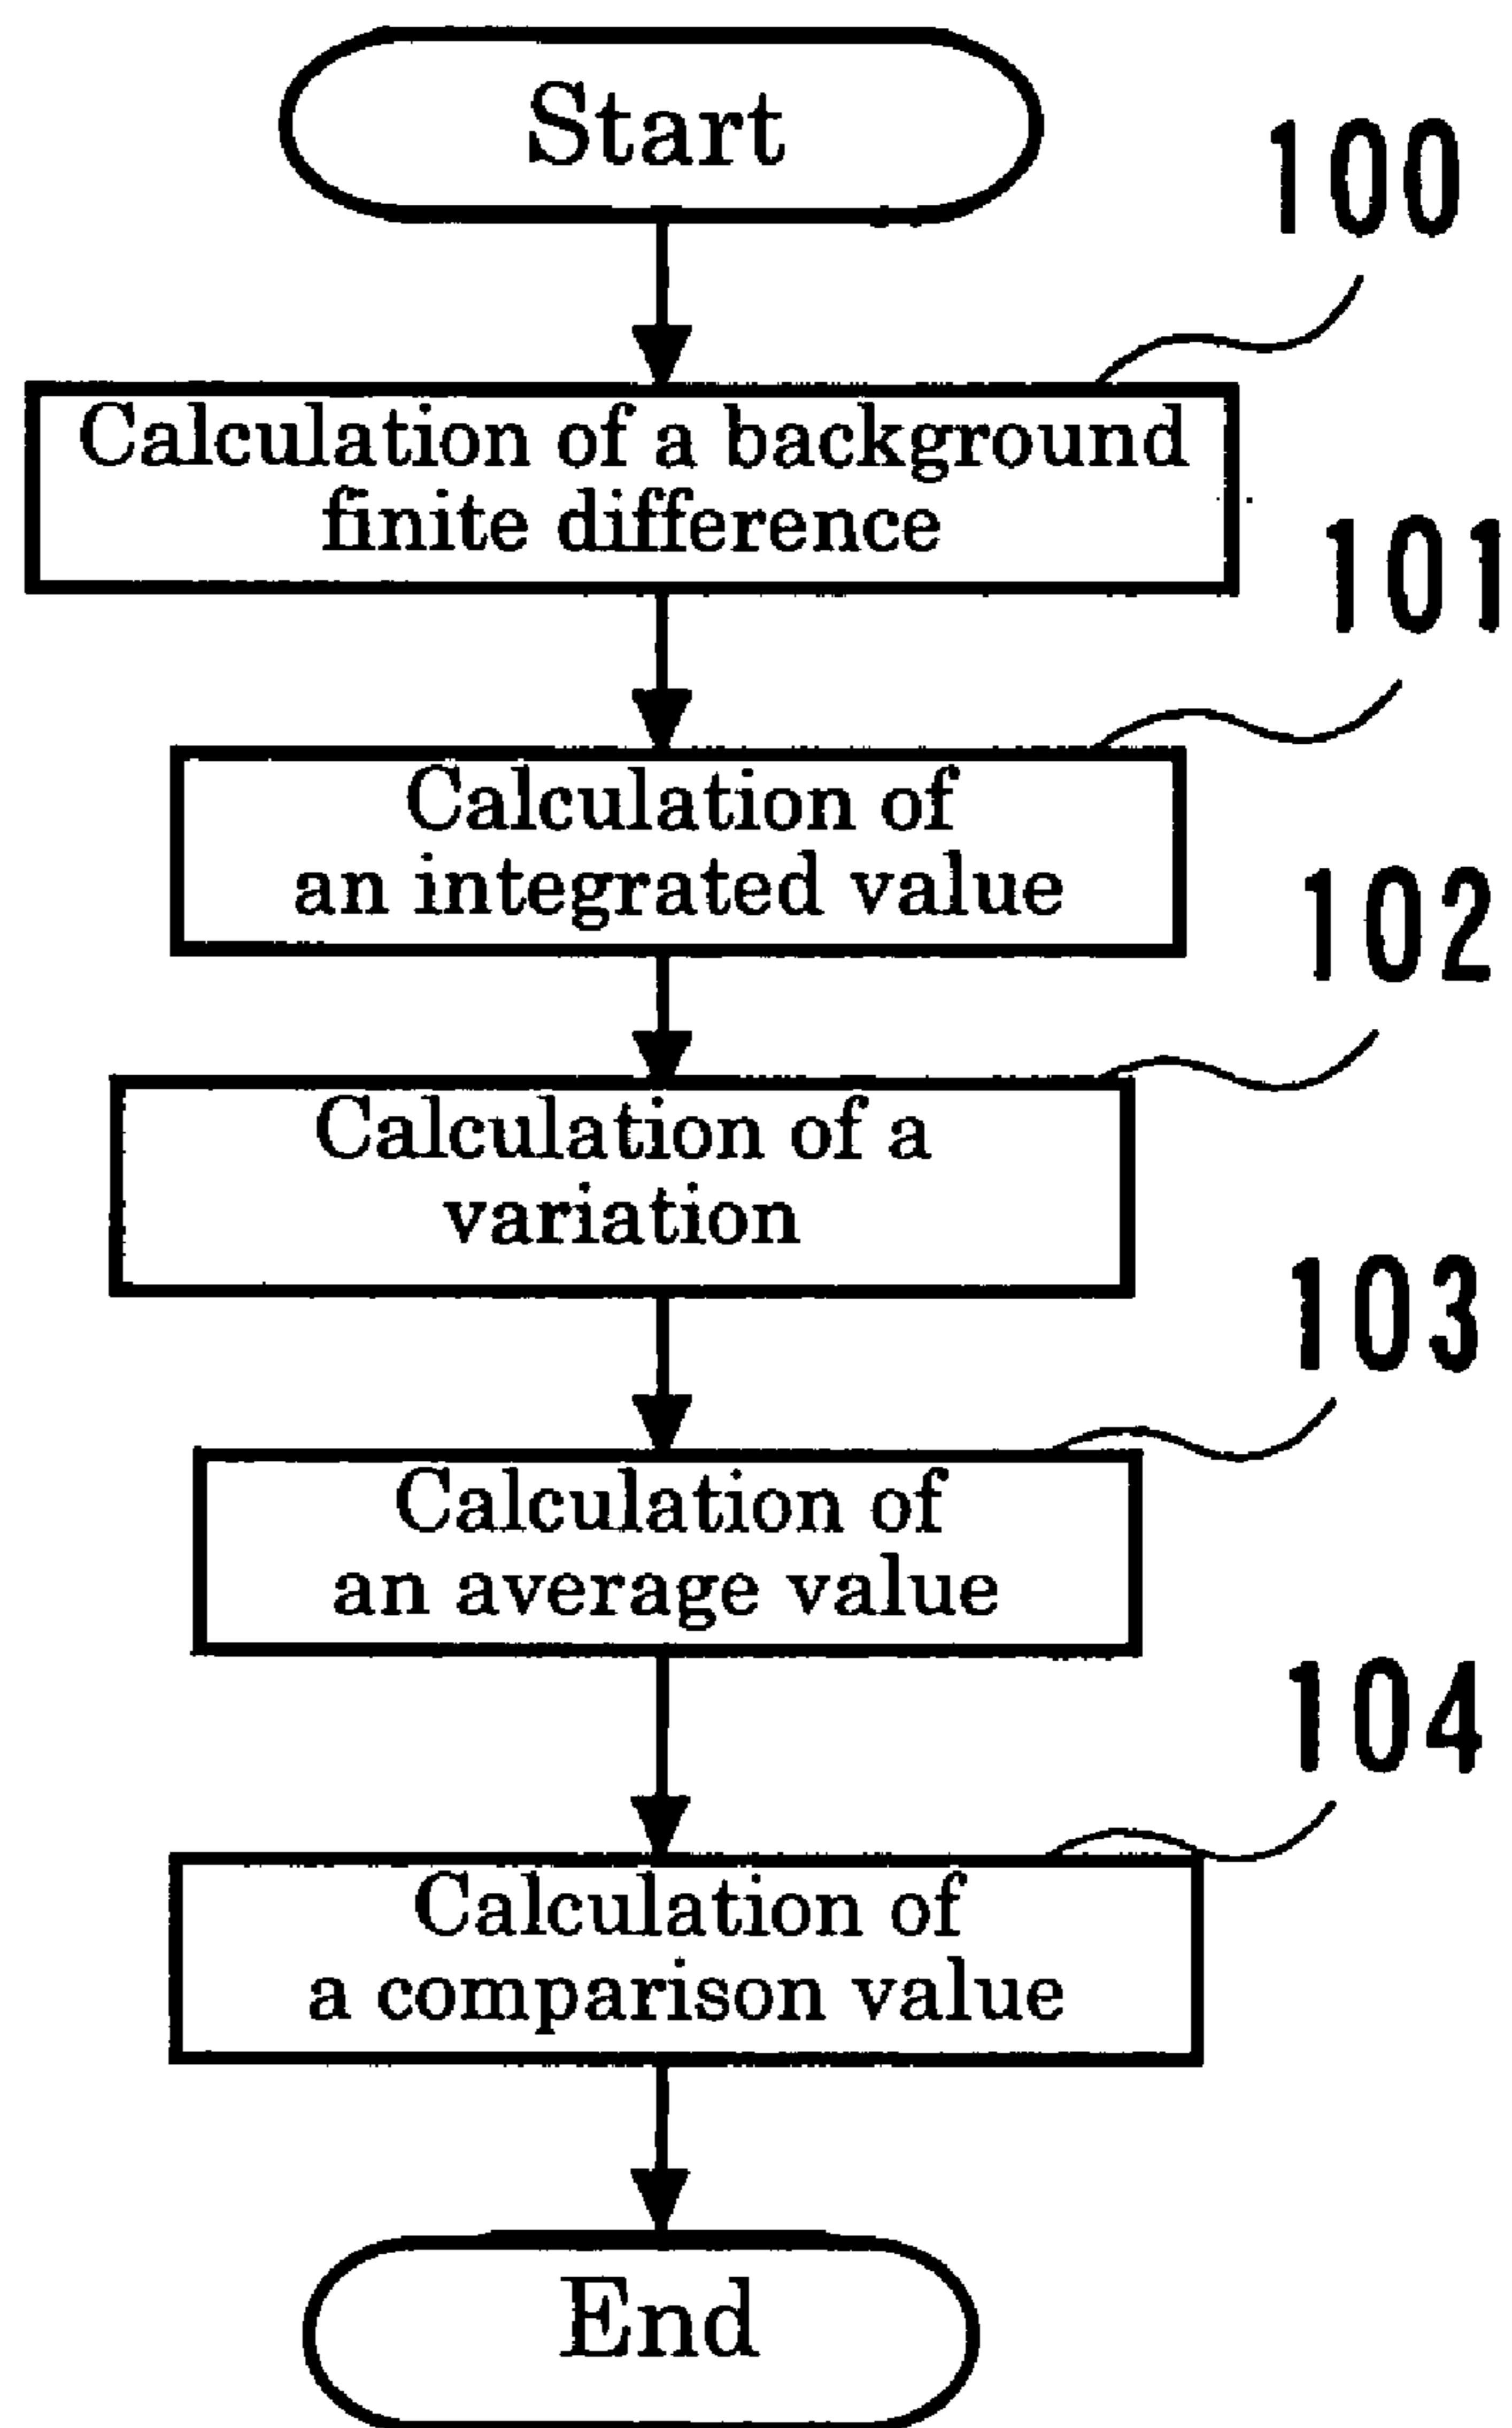 Start
100
Calculation of a background
finite difference
101
Calculation of
an integrated value
102
Calculation of a
variation
103
Calculation of
an average value
104
Calculation of
a comparison value
End